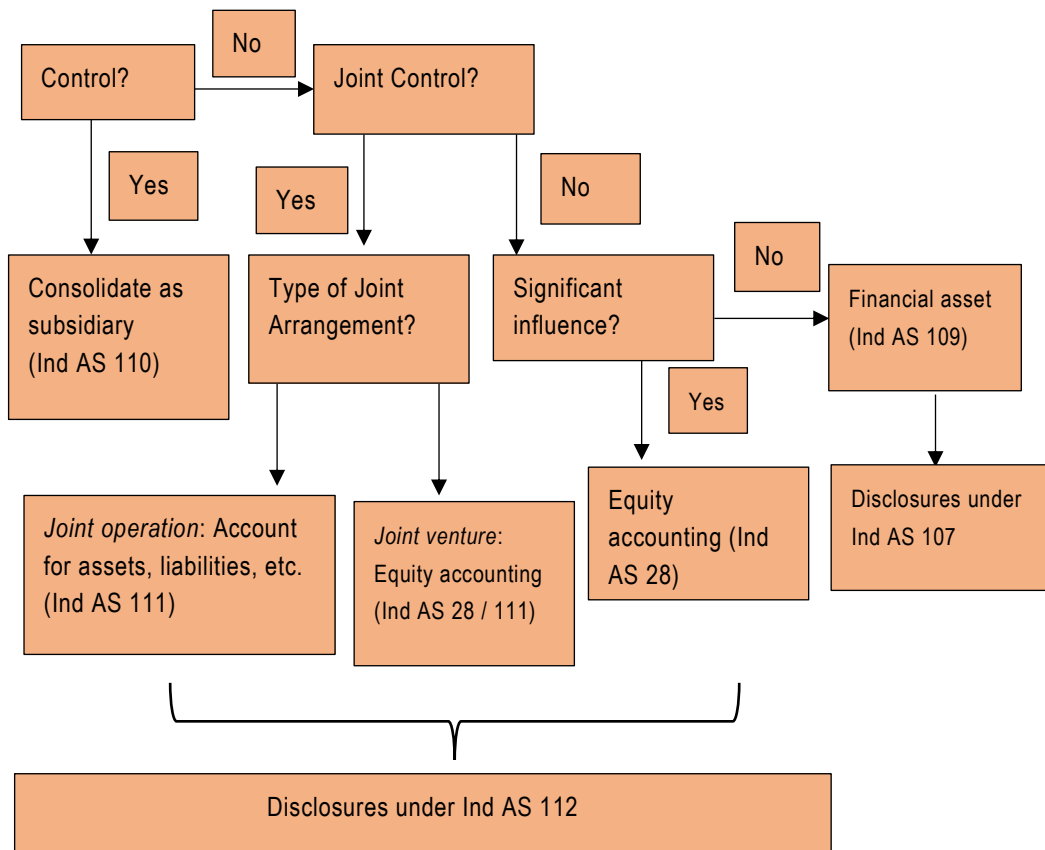 No
Control?
Joint Control?
Yes
Yes
No
No
Consolidate as
subsidiary
(Ind AS 110)
Type of Joint
Arrangement?
Significant
influence?
Financial asset
(Ind AS 109)
Yes
Joint operation: Account
for assets, liabilities, etc.
(Ind AS 111)
Joint venture:
Equity accounting
(Ind AS 28 / 111)
Equity
accounting (Ind
AS 28)
Disclosures under
Ind AS 107
Disclosures under Ind AS 112